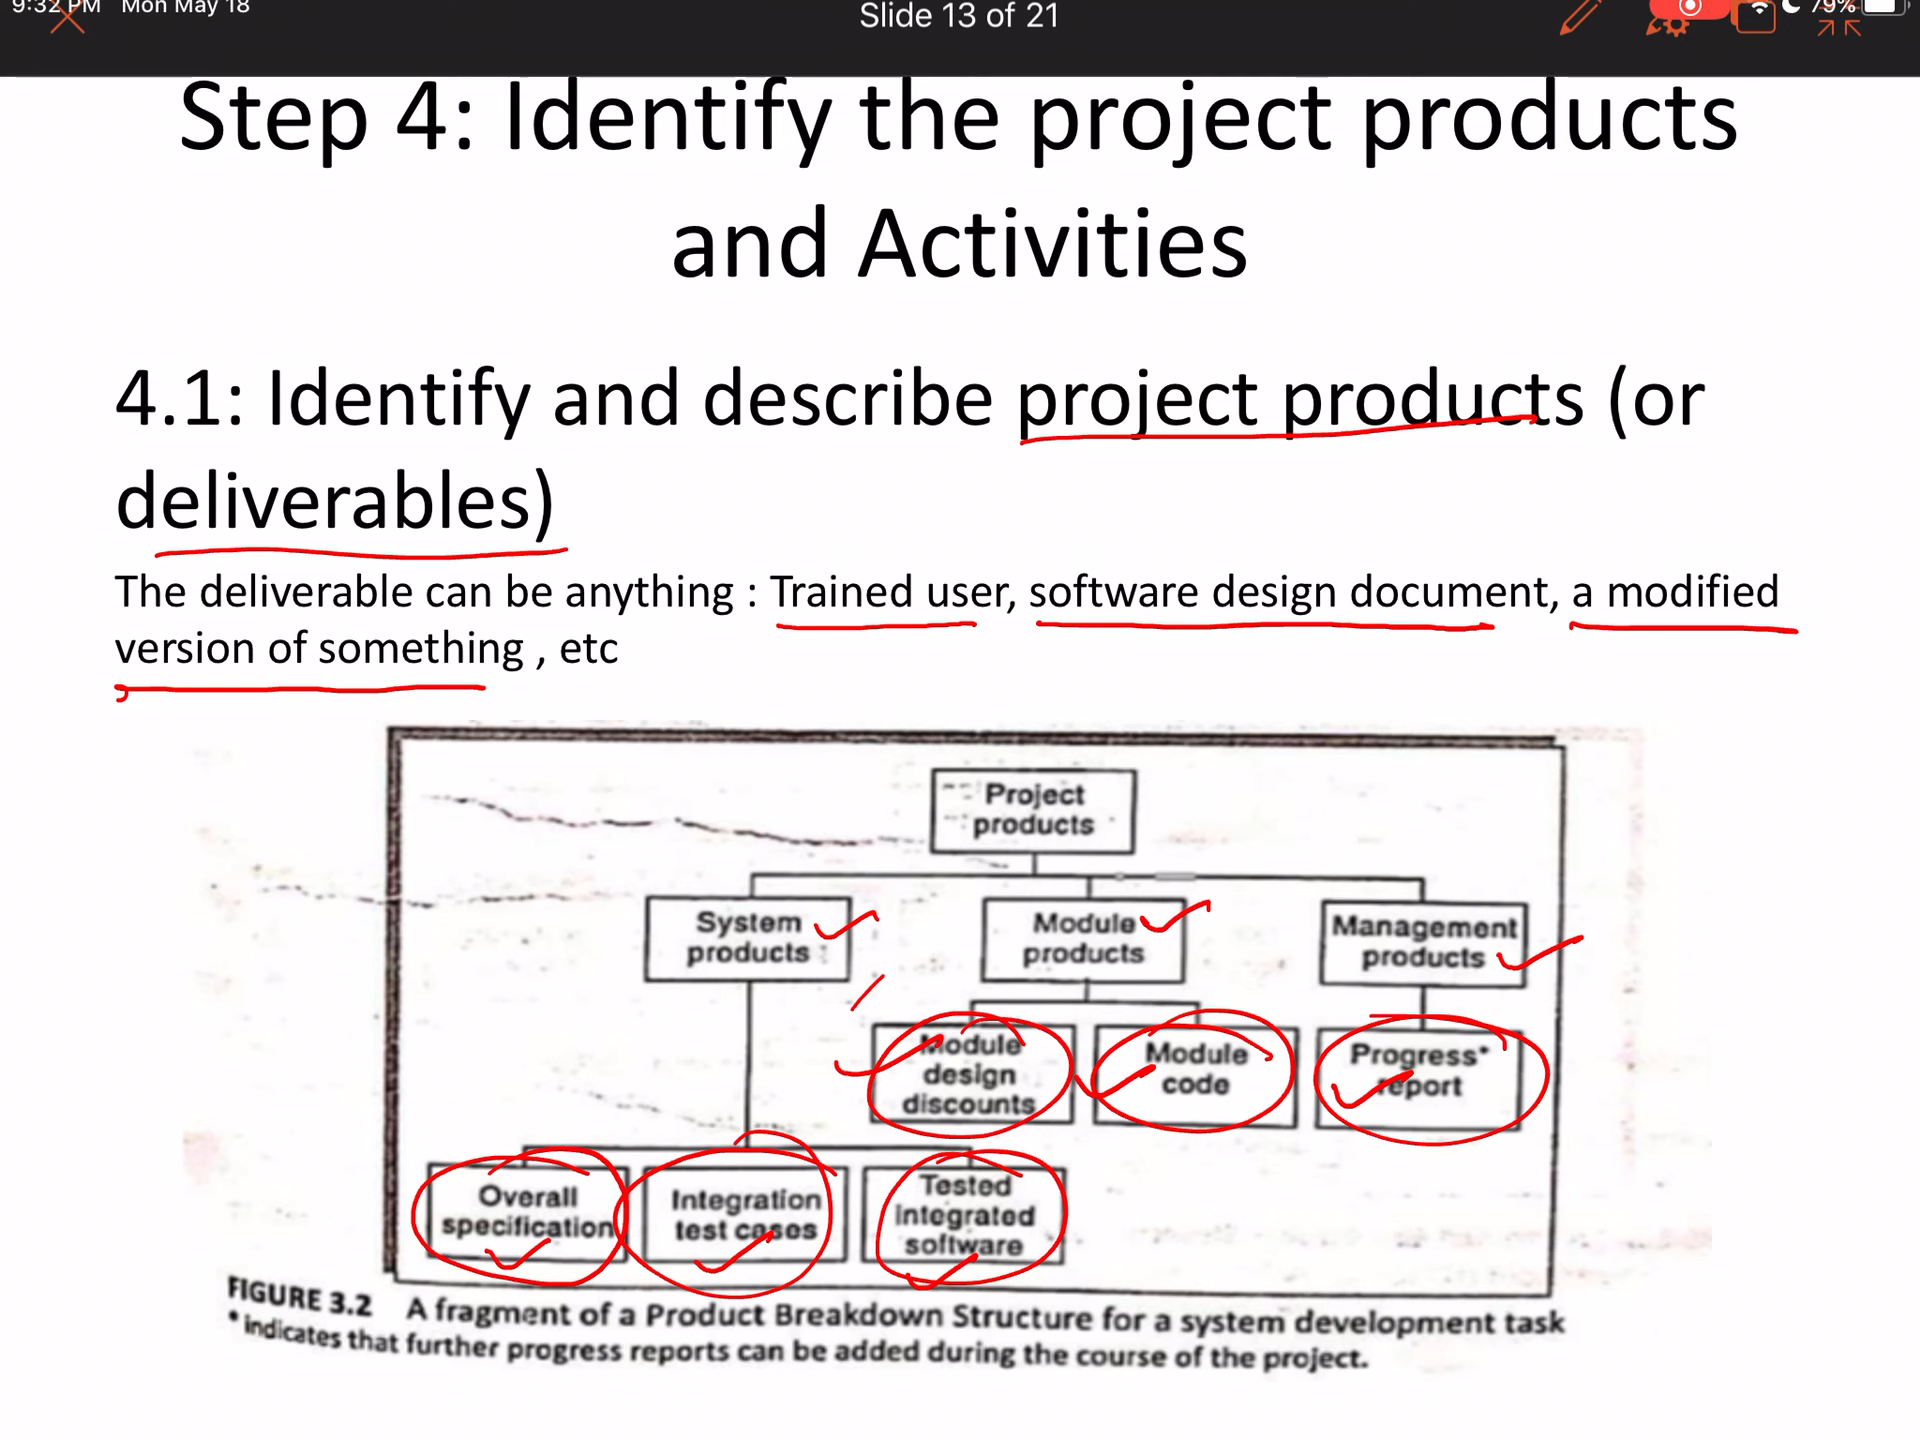 9:32 PM Mon May 18
Slide 13 of 21
79%
Step 4: Identify the project products
and Activities
4.1: Identify and describe project products (or
deliverables)
The deliverable can be anything : Trained user, software design document, a modified
version of something , etc
Project
products
System
products
Module
products
Management
products
Module
design
discounts
Module
code
Progress*
report
Overall
specification
Integration
test cases
Tested
integrated
software
FIGURE 3.2 A fragment of a Product Breakdown Structure for a system development task
* indicates that further progress reports can be added during the course of the project.